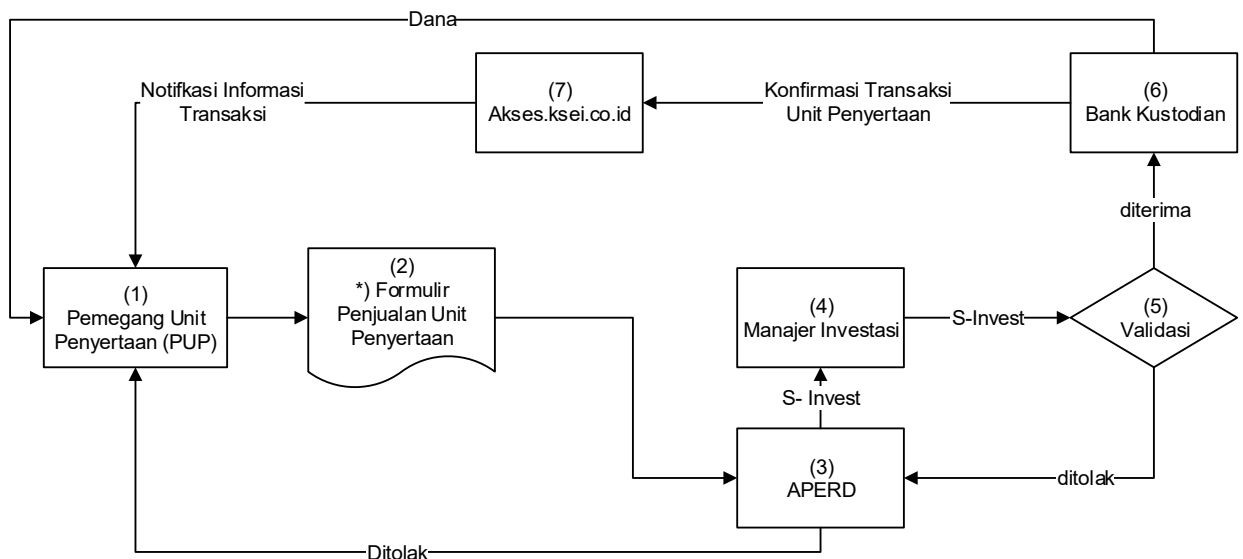 Dana
Notifkasi Informasi
Transaksi
(7)
Akses.ksei.co.id
Konfirmasi Transaksi
Unit Penyertaan
(6)
Bank Kustodian
diterima
(1)
Pemegang Unit
Penyertaan (PUP)
(2)
*) Formulir
Penjualan Unit
Penyertaan
(4)
Manajer Investasi
S-Invest
(5)
Validasi
S- Invest
(3)
APERD
ditolak
Ditolak